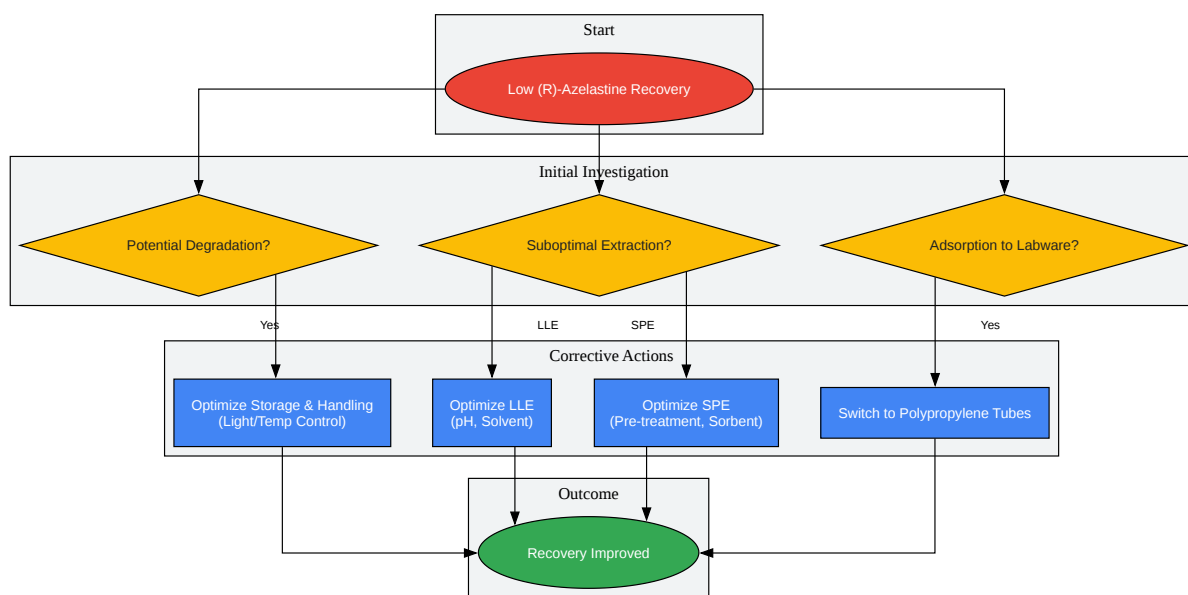 Start
Low (R)-Azelastine Recovery
Initial Investigation
Potential Degradation?
Suboptimal Extraction?
Adsorption to Labware?
Yes
LLE
SPE
Yes
Corrective Actions
Optimize Storage & Handling
(Light/Temp Control)
Optimize LLE
(pH, Solvent)
Optimize SPE
(Pre-treatment, Sorbent)
Switch to Polypropylene Tubes
Outcome
Recovery Improved